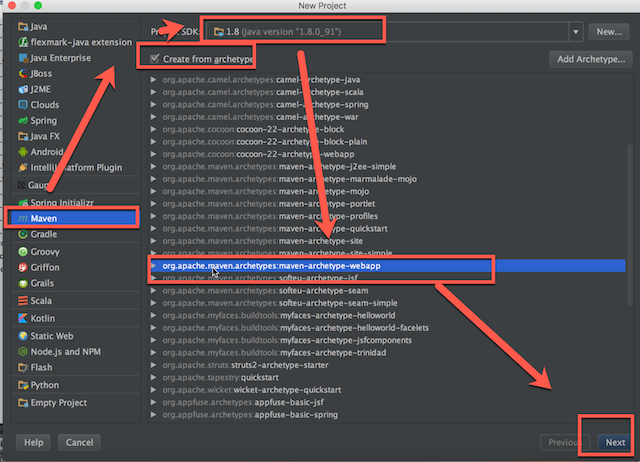 New Project
Java
flexmark-java extension
Java Enterprise
JBoss
J2ME
Clouds
Spring
Java FX
Android
IntelliJ Platform Plugin
Gauge
Spring Initializr
Maven
Gradle
Groovy
Griffon
Grails
Scala
Kotlin
Static Web
Node.js and NPM
Flash
Python
Empty Project
SDK:
1.8 (java version "1.8.0_91")
New...
Create from archetype
Add Archetype...
org.apache.camel.archetypes:camel-archetype-java
org.apache.camel.archetypes:camel-archetype-scala
org.apache.camel.archetypes:camel-archetype-spring
org.apache.camel.archetypes:camel-archetype-war
org.apache.cocoon:cocoon-22-archetype-block
org.apache.cocoon:cocoon-22-archetype-block-plain
org.apache.cocoon:cocoon-22-archetype-webapp
org.apache.maven.archetypes:maven-archetype-j2ee-simple
org.apache.maven.archetypes:maven-archetype-marmalade-mojo
org.apache.maven.archetypes:maven-archetype-mojo
org.apache.maven.archetypes:maven-archetype-portlet
org.apache.maven.archetypes:maven-archetype-profiles
org.apache.maven.archetypes:maven-archetype-quickstart
org.apache.maven.archetypes:maven-archetype-site
org.apache.maven.archetypes:maven-archetype-site-simple
org.apache.maven.archetypes:maven-archetype-webapp
org.apache.maven.archetypes:softeu-archetype-jsf
org.apache.maven.archetypes:softeu-archetype-seam
org.apache.maven.archetypes:softeu-archetype-seam-simple
org.apache.myfaces.buildtools:myfaces-archetype-helloworld
org.apache.myfaces.buildtools:myfaces-archetype-helloworld-facelets
org.apache.myfaces.buildtools:myfaces-archetype-jsfcomponents
org.apache.myfaces.buildtools:myfaces-archetype-trinidad
org.apache.struts:struts2-archetype-starter
org.apache.tapestry:quickstart
org.apache.wicket:wicket-archetype-quickstart
org.appfuse.archetypes:appfuse-basic-jsf
org.appfuse.archetypes:appfuse-basic-spring
Help
Cancel
Previous
Next